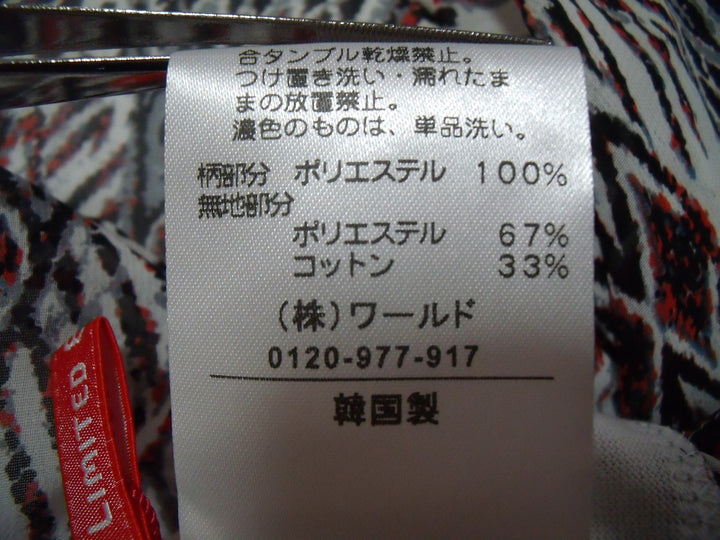 合タンブル乾燥禁止。
つけ置き洗い・濡れたま
まの放置禁止。
濃色のものは、単品洗い。
柄部分 ポリエステル 100%
無地部分
ポリエステル 67%
コットン 33%
(株)ワールド
0120-977-917
韓国製
LIMITED